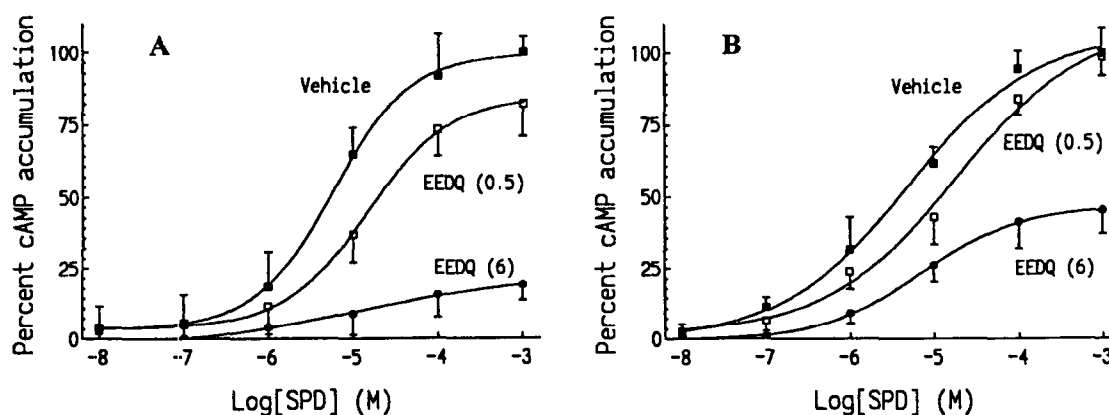 A
Percent cAMP accumulation
100
75
50
25
0
Vehicle
EEDQ (0.5)
EEDQ (6)
-8 -7 -6 -5 -4 -3
Log[SPD] (M)
B
Percent cAMP accumulation
100
75
50
25
0
Vehicle
EEDQ (0.5)
EEDQ (6)
-8 -7 -6 -5 -4 -3
Log[SPD] (M)